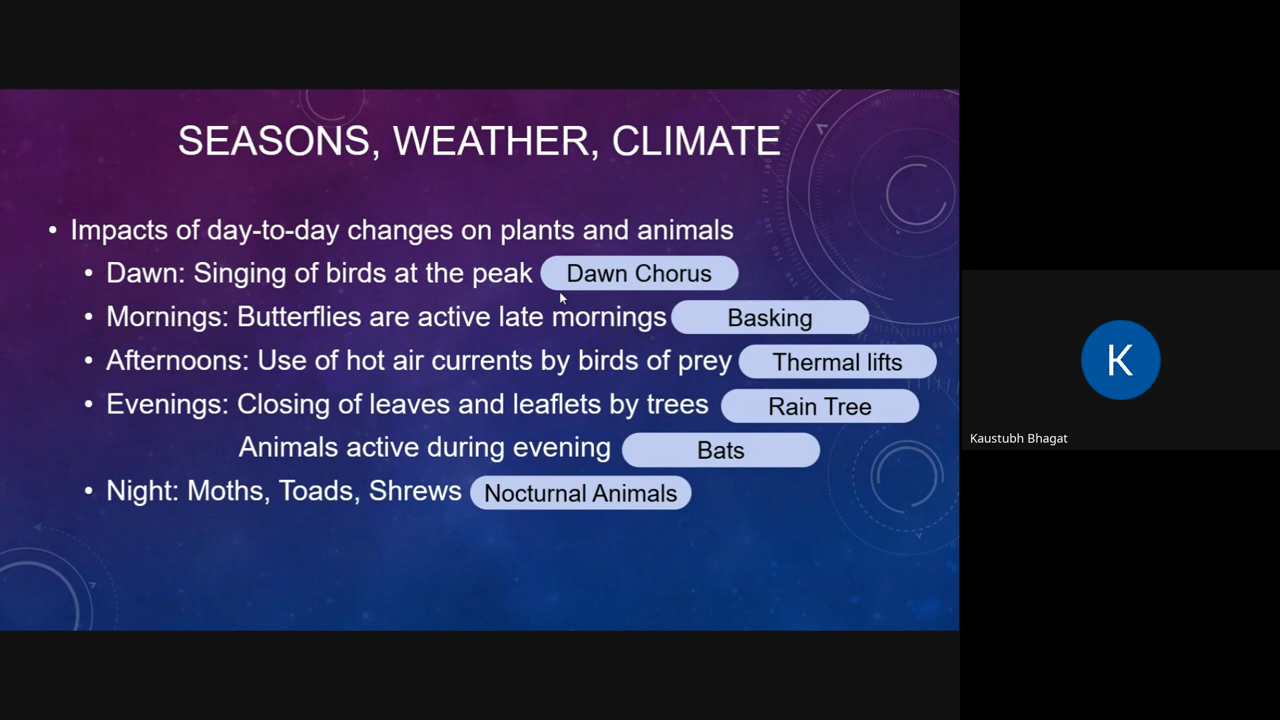 SEASONS, WEATHER, CLIMATE
• Impacts of day-to-day changes on plants and animals
• Dawn: Singing of birds at the peak Dawn Chorus
• Mornings: Butterflies are active late mornings Basking
• Afternoons: Use of hot air currents by birds of prey Thermal lifts
• Evenings: Closing of leaves and leaflets by trees Rain Tree
Animals active during evening Bats
• Night: Moths, Toads, Shrews Nocturnal Animals
K
Kaustubh Bhagat